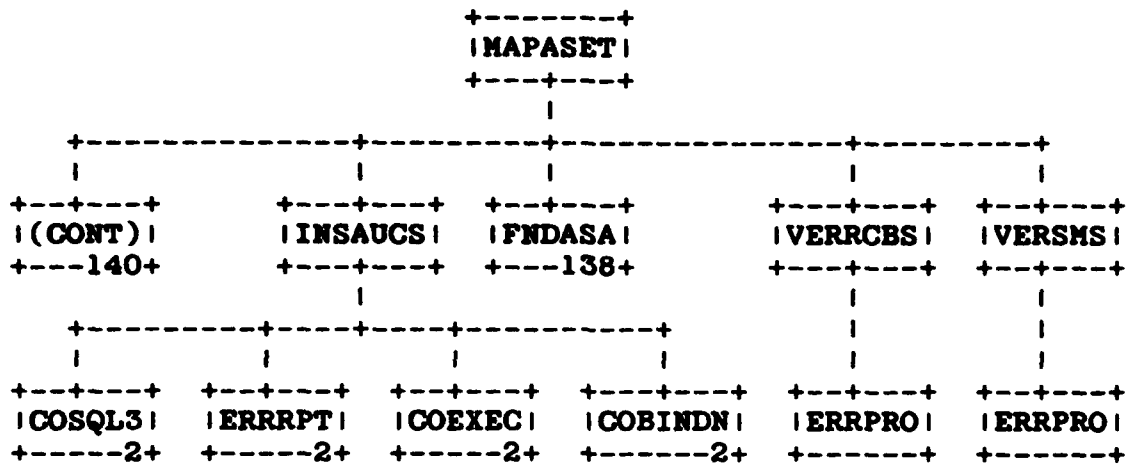 MAPASET
(CONT) INSAUCS FNDASA VERRCBS VERSMS
140 138
COSQL3 ERRRPT COEXEC COBINDN ERRPRO ERRPRO
2 2 2 2